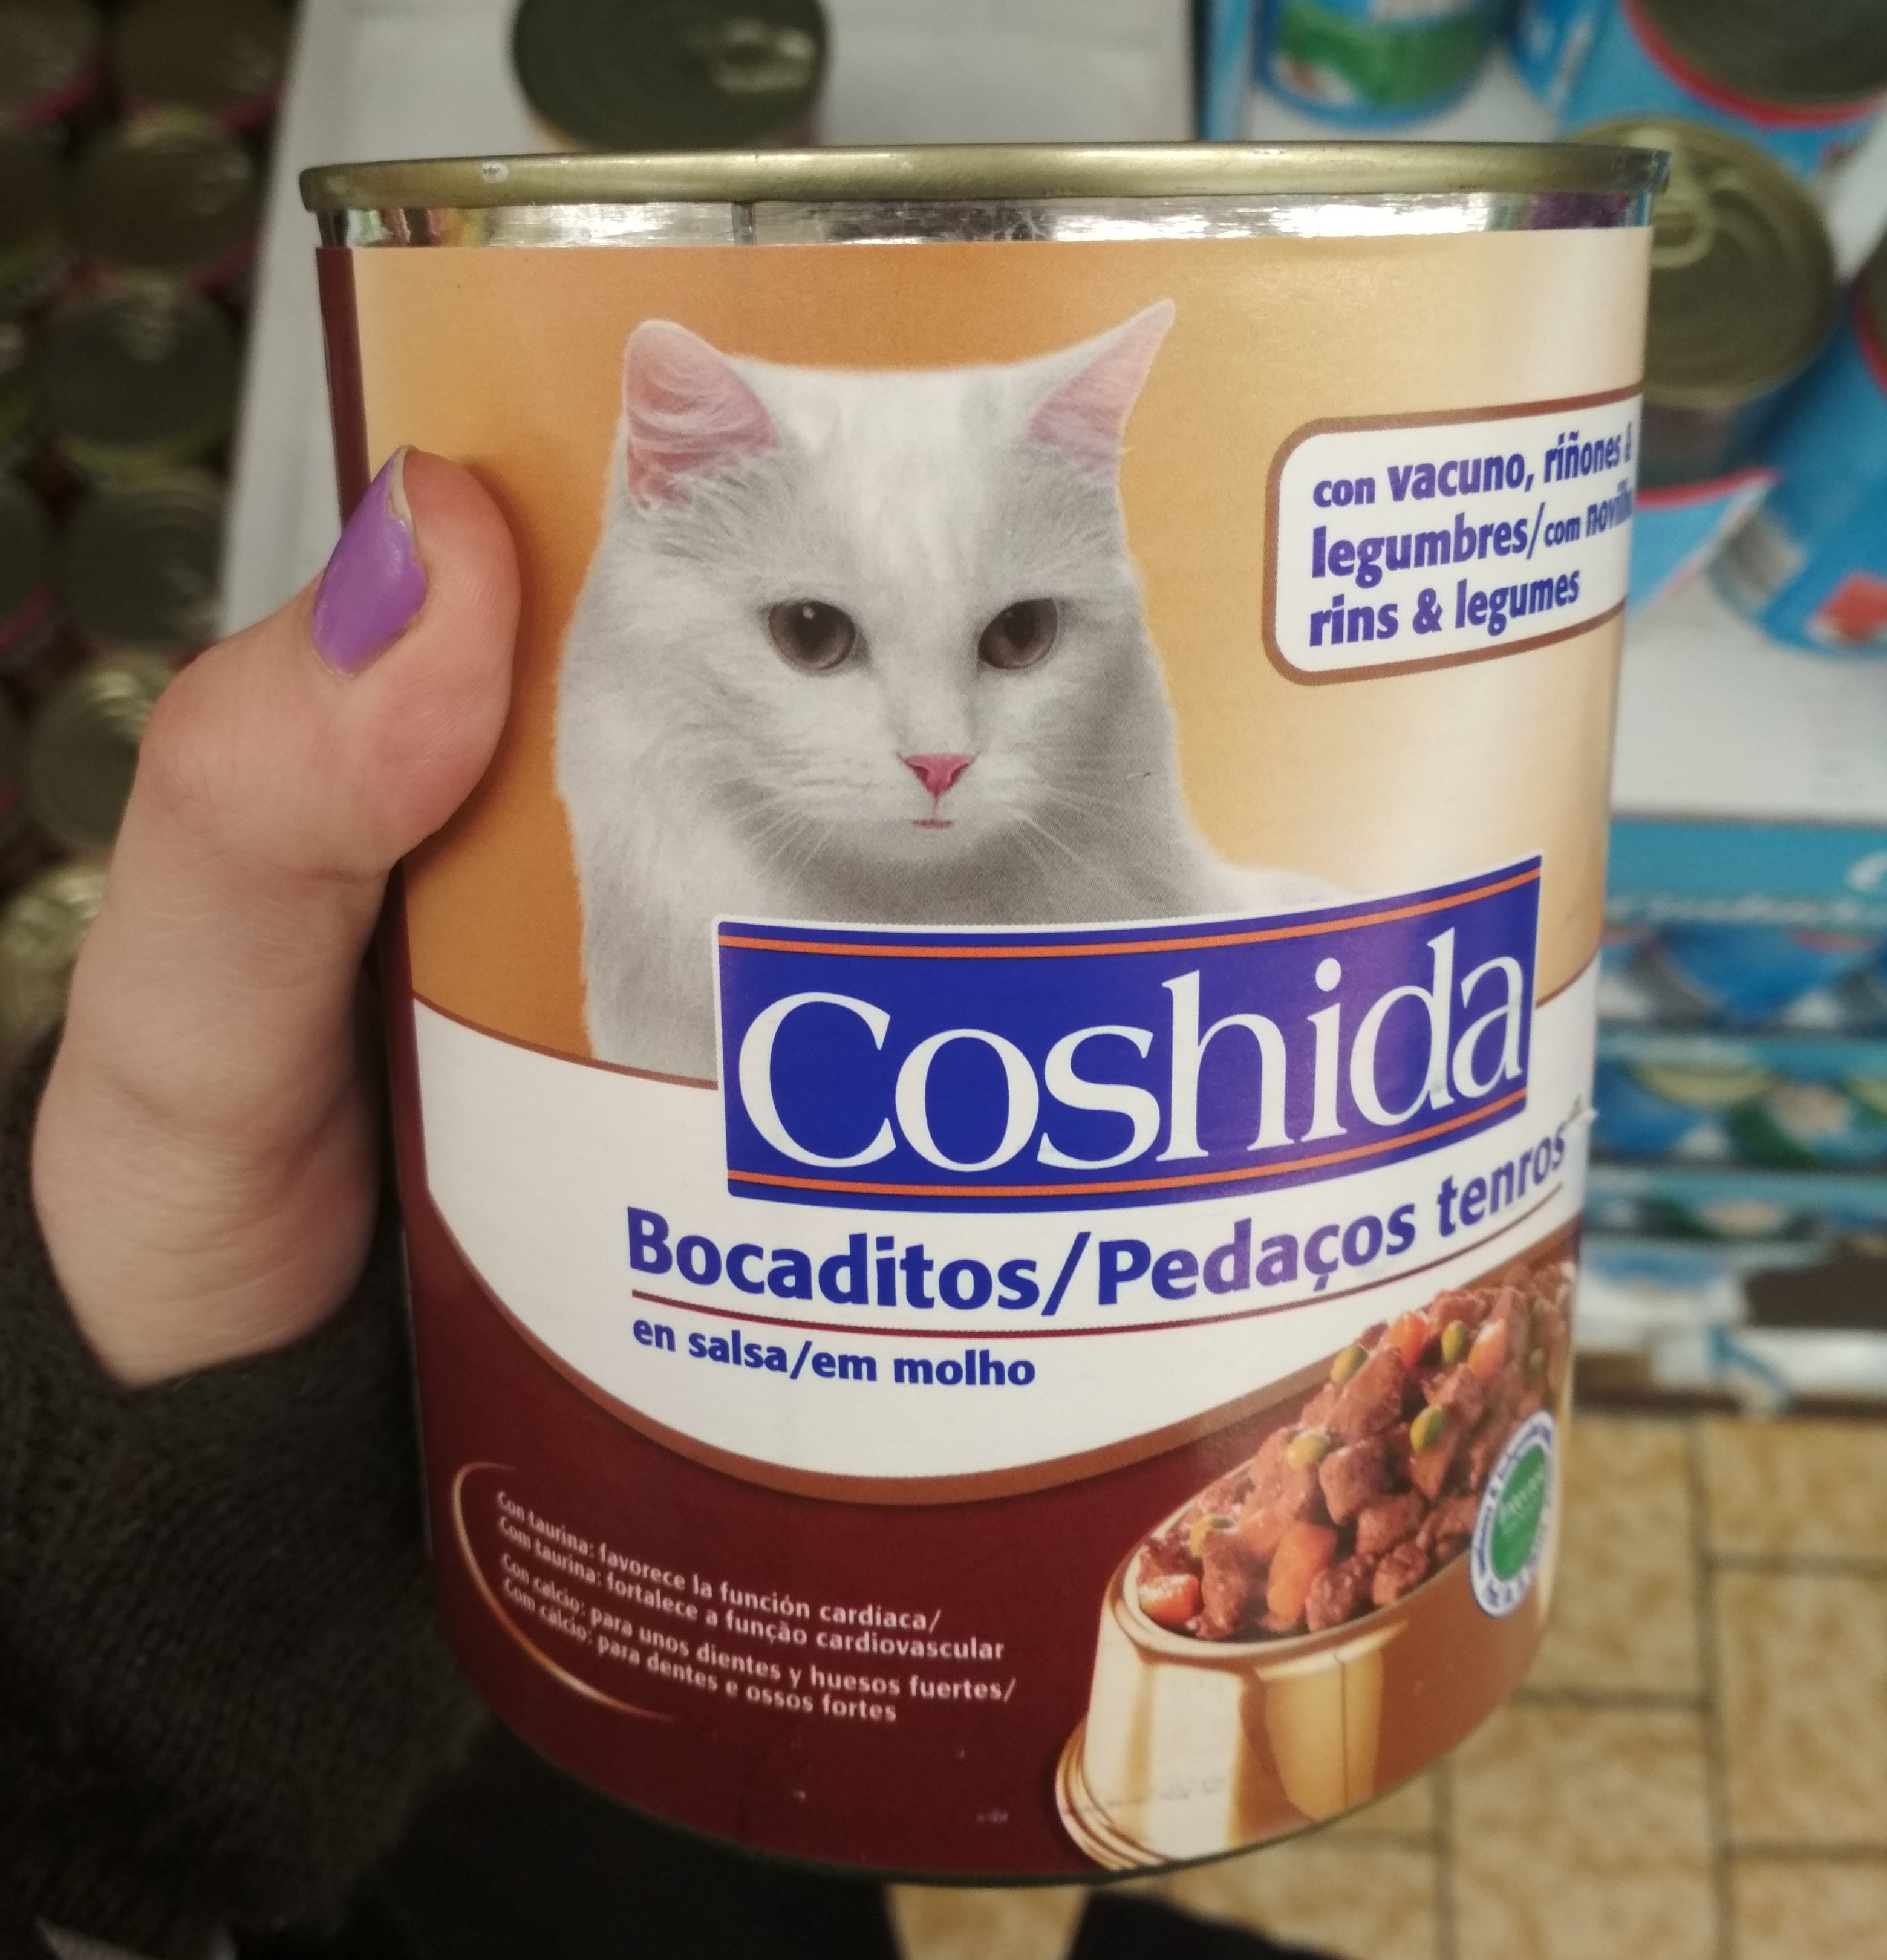 con vacuno, riñones &
legumbres/com novilho
rins & legumes
Coshida
Bocaditos/Pedaços tenros
en salsa/em molho
Con taurina: favorece la función cardíaca/
Com taurina: fortalece a função cardiovascular
Con calcio: para unos dientes y huesos fuertes/
Com cálcio: para dentes e ossos fortes